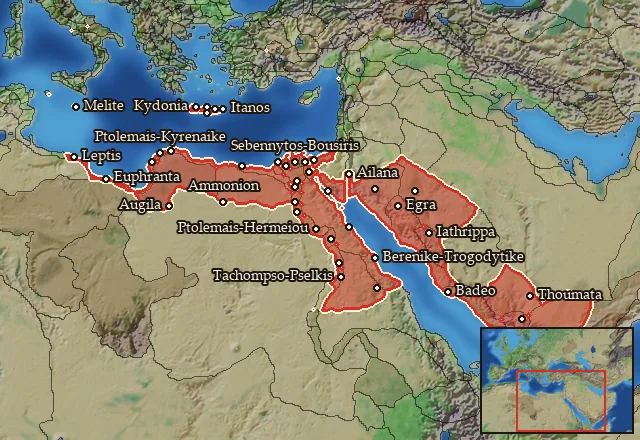 Melite
Kydonia
Itanos
Ptolemais-Kyrenaike
Sebennytos-Bousiris
Leptis
Euphranta
Ammonion
Ailana
Augila
Egra
Ptolemais-Hermeiou
Iathrippa
Berenike-Trogodytike
Tachompso-Pselkis
Badeo
Thoumata